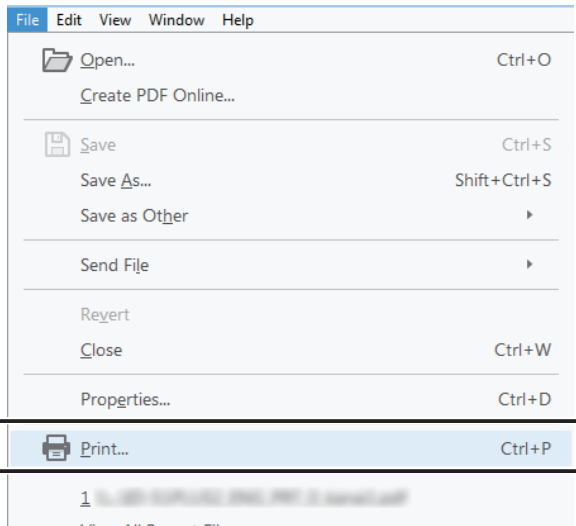 File Edit View Window Help
Open... Ctrl+O
Create PDF Online...
Save Ctrl+S
Save As... Shift+Ctrl+S
Save as Other
Send File
Revert
Close Ctrl+W
Properties... Ctrl+D
Print... Ctrl+P
1